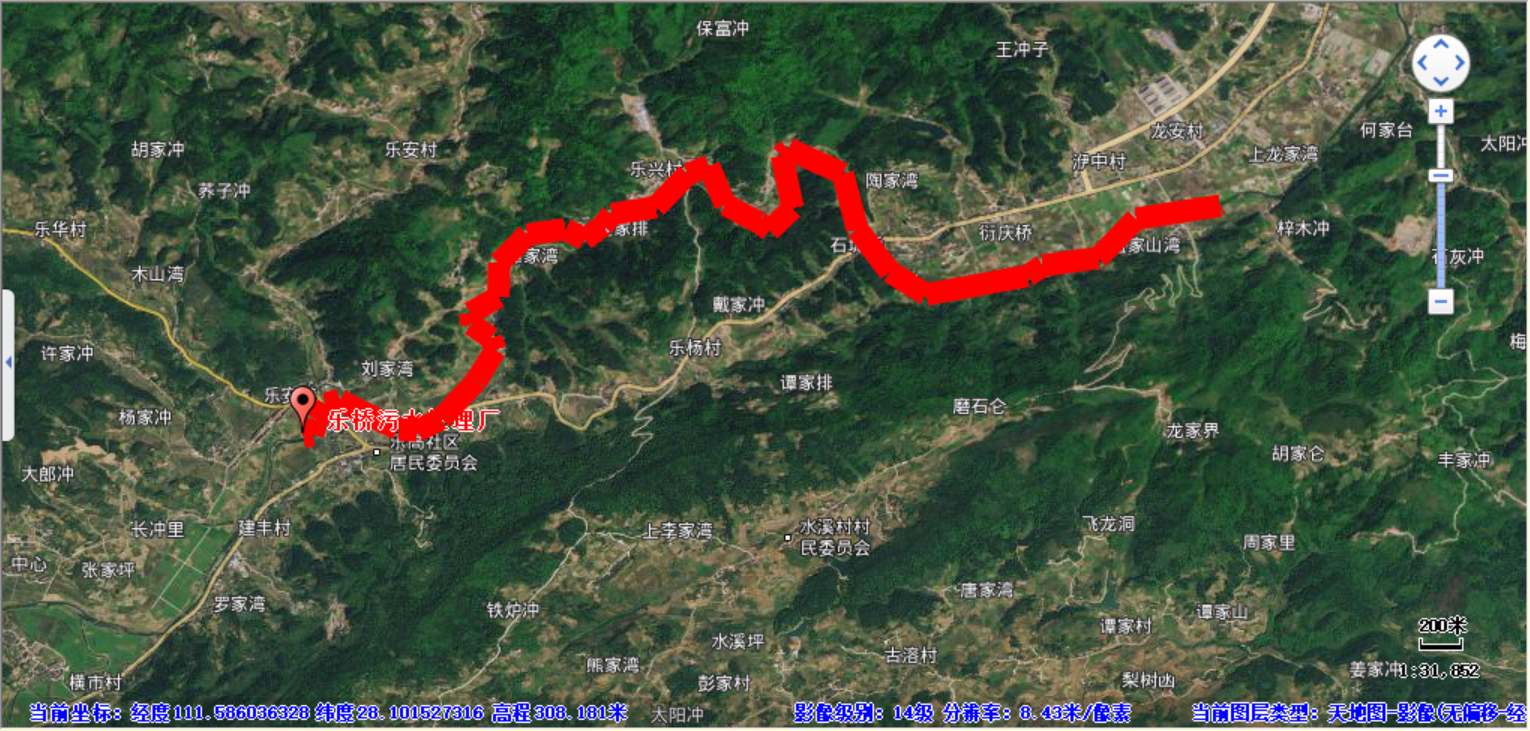 保富冲
王冲子
龙安村
何家台
太阳冲
胡家冲
乐安村
洢中村
上龙家湾
乐兴村
陶家湾
荞子冲
乐华村
家排
衍庆桥
梓木冲
家山湾
木山湾
家湾
石
石灰冲
戴家冲
许家冲
乐杨村
梅
刘家湾
谭家排
乐安
杨家冲
磨石仑
乐桥污水处理厂
龙家界
乐高社区
居民委员会
胡家仑
丰家冲
大郎冲
长冲里
建丰村
上李家湾
水溪村村
民委员会
飞龙洞
周家里
中心
张家坪
唐家湾
罗家湾
铁炉冲
谭家山
谭家村
200米
水溪坪
古溶村
熊家湾
姜家冲
1:31,852
横市村
彭家村
梨树凼
太阳冲
当前坐标：经度111.586036328 纬度28.101527316 高程308.181米
影像级别：14级 分辨率：8.43米/像素
当前图层类型：天地图-影像(无偏移-经